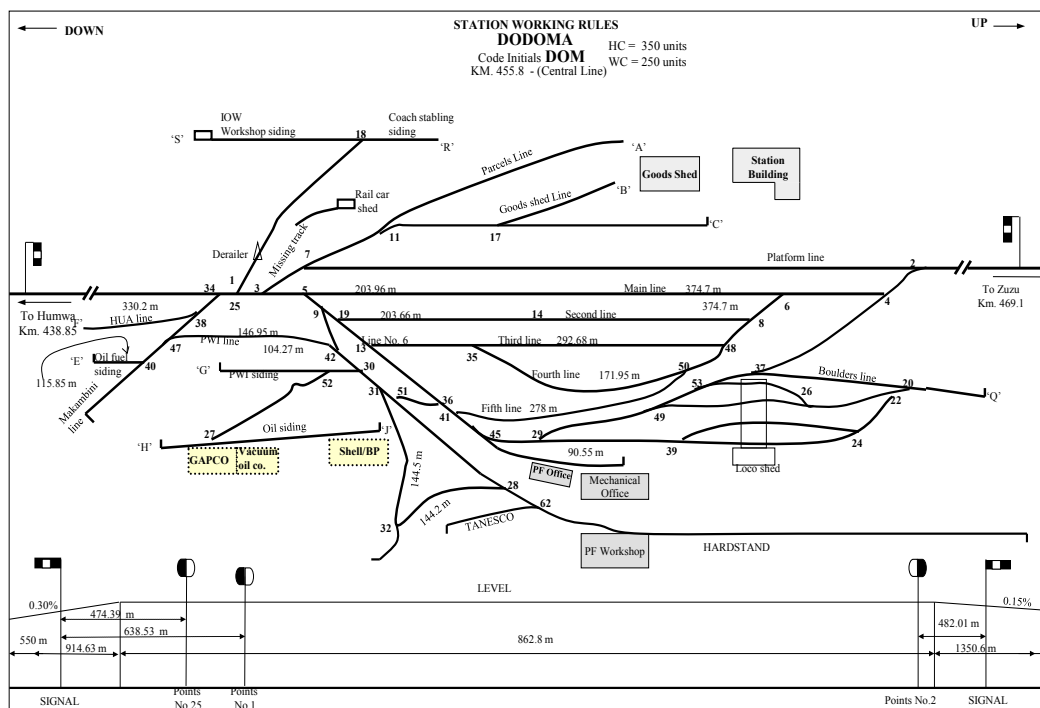 DOWN
STATION WORKING RULES
DODOMA
Code Initials DOM
KM. 455.8 - (Central Line)
HC = 350 units
WC = 250 units
UP
IOW
Workshop siding
18
Coach stabling
siding
'S'
'R'
Parcels Line
'A'
Goods Shed
Station
Building
'B'
Goods shed Line
Rail car
shed
Missing track
11
17
'C'
Derailer
7
Platform line
2
34
1
3
5
25
203.96 m
374.7 m
Main line
6
4
To Humwa
Km. 438.85
To Zuzu
Km. 469.1
330.2 m
'F'
HUA line
38
9
19
203.66 m
14
Second line
374.7 m
8
146.95 m
PWI line
47
104.27 m
42
13
Line No. 6
35
Third line
292.68 m
48
'E'
Oil fue
siding
40
115.85 m
Makambini
line
'G'
PWI siding
30
52
31
51
36
Fourth line
171.95 m
50
37
53
Boulders line
26
20
22
'Q'
41
Fifth line
278 m
49
27
Oil siding
'J'
'H'
45
29
39
24
GAPCO
Vacuum
oil co.
Shell/BP
90.55 m
Loco shed
PF Office
Mechanical
Office
144.5 m
28
144.2 m
32
62
TANESCO
PF Workshop
HARDSTAND
LEVEL
0.30%
0.15%
474.39 m
638.53 m
482.01 m
550 m
914.63 m
862.8 m
1350.6 m
SIGNAL
Points
No.25
Points
No.1
Points No.2
SIGNAL